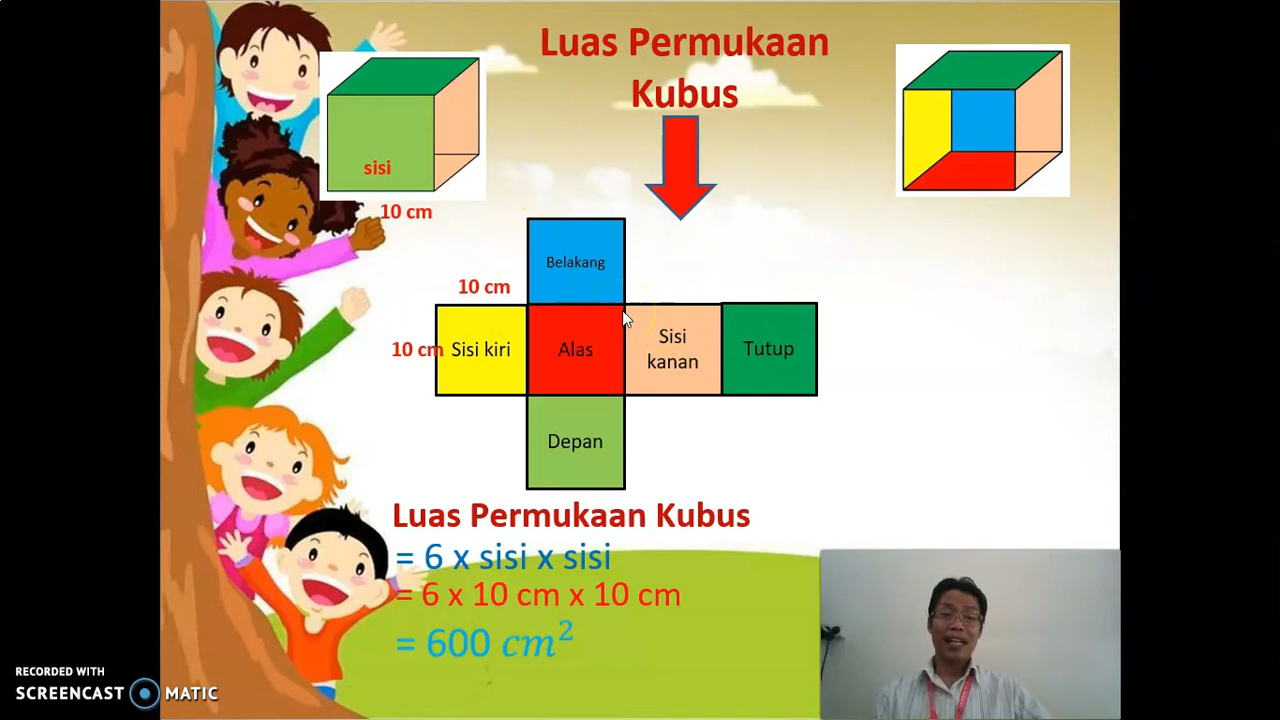 Luas Permukaan
Kubus
sisi
10 cm
Belakang
10 cm
10 cm
Sisi kiri
Alas
Sisi
kanan
Tutup
Depan
Luas Permukaan Kubus
= 6 x sisi x sisi
= 6 x 10 cm x 10 cm
= 600 cm²
RECORDED WITH
SCREENCAST MATIC